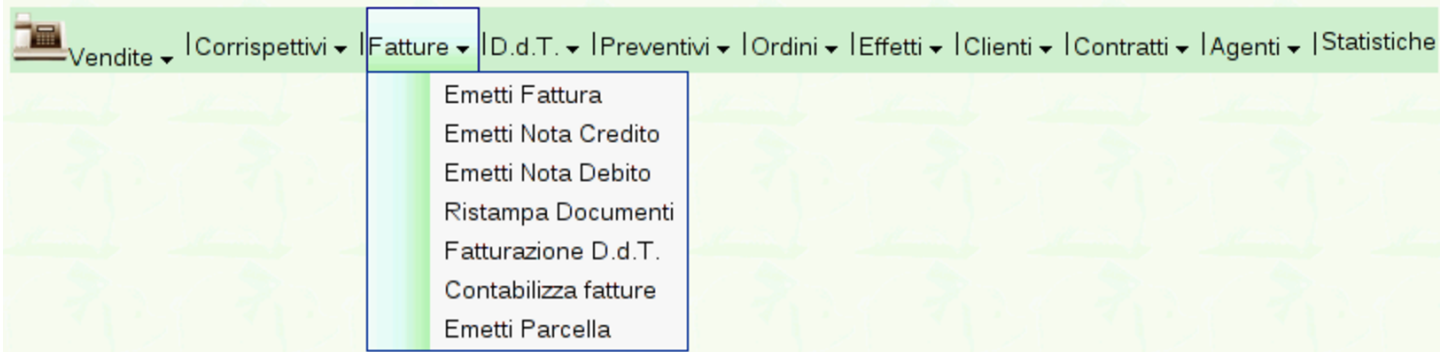 Vendite |Corrispettivi |Fatture |D.d.T. |Preventivi |Ordini |Effetti |Clienti |Contratti |Agenti |Statistiche
Emetti Fattura
Emetti Nota Credito
Emetti Nota Debito
Ristampa Documenti
Fatturazione D.d.T.
Contabilizza fatture
Emetti Parcella